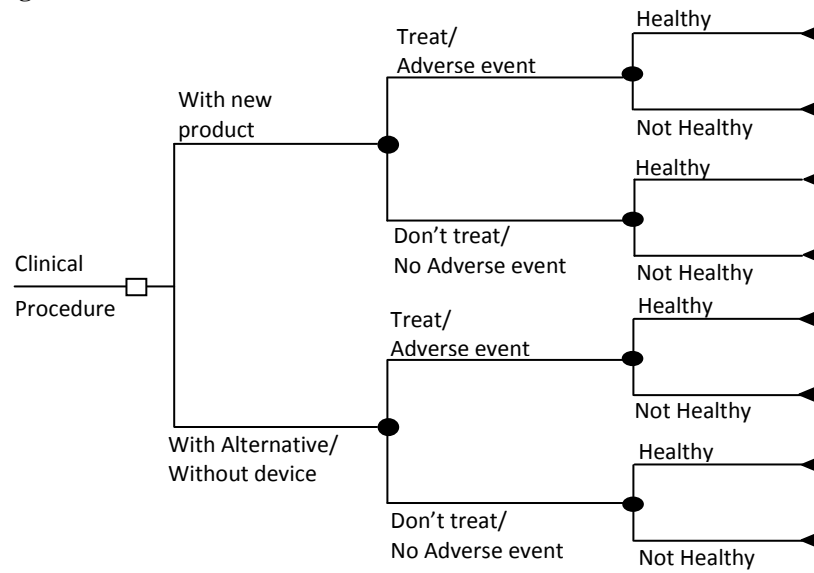 Healthy
Treat/
Adverse event
With new
product
Not Healthy
Healthy
Don't treat/
No Adverse event
Not Healthy
Clinical
Procedure
Healthy
Treat/
Adverse event
Not Healthy
With Alternative/
Without device
Healthy
Don't treat/
No Adverse event
Not Healthy